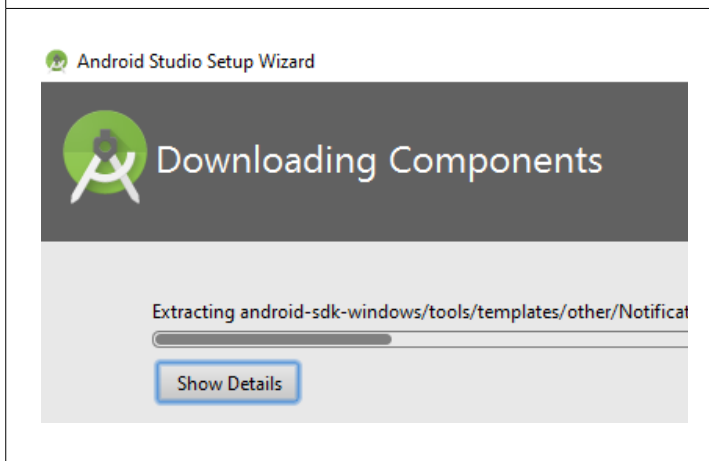 Android Studio Setup Wizard
Downloading Components
Extracting android-sdk-windows/tools/templates/other/Notificat
Show Details